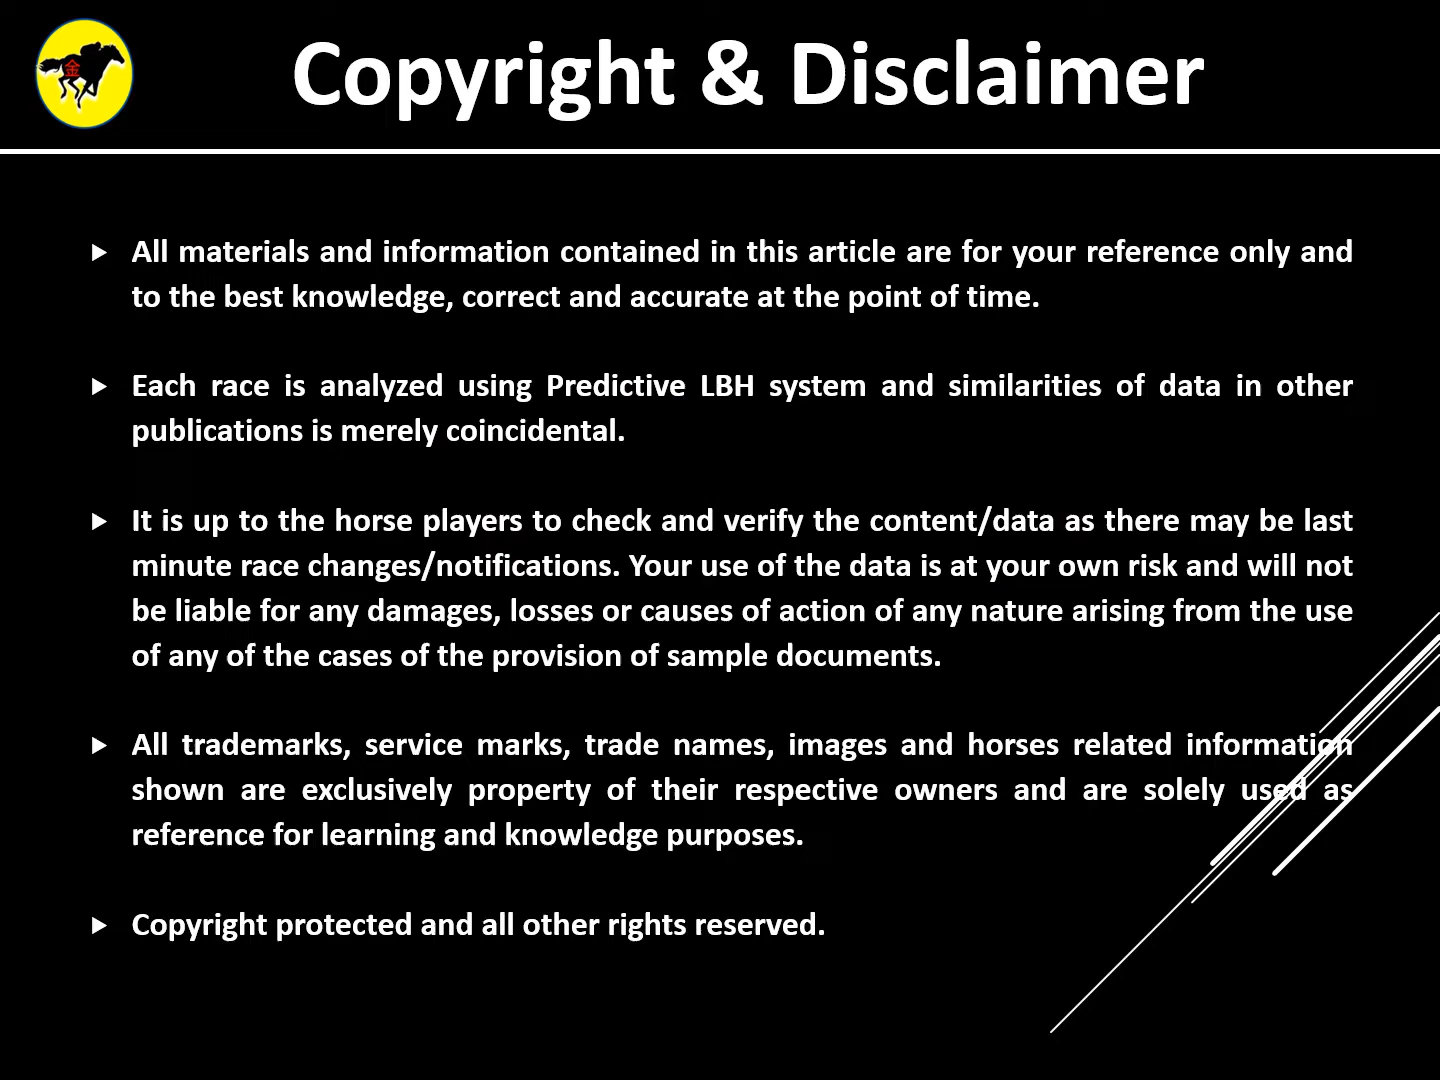 金
Copyright & Disclaimer
All materials and information contained in this article are for your reference only and
to the best knowledge, correct and accurate at the point of time.
Each race is analyzed using Predictive LBH system and similarities of data in other
publications is merely coincidental.
It is up to the horse players to check and verify the content/data as there may be last
minute race changes/notifications. Your use of the data is at your own risk and will not
be liable for any damages, losses or causes of action of any nature arising from the use
of any of the cases of the provision of sample documents.
All trademarks, service marks, trade names, images and horses related information
shown are exclusively property of their respective owners and are solely used as
reference for learning and knowledge purposes.
Copyright protected and all other rights reserved.